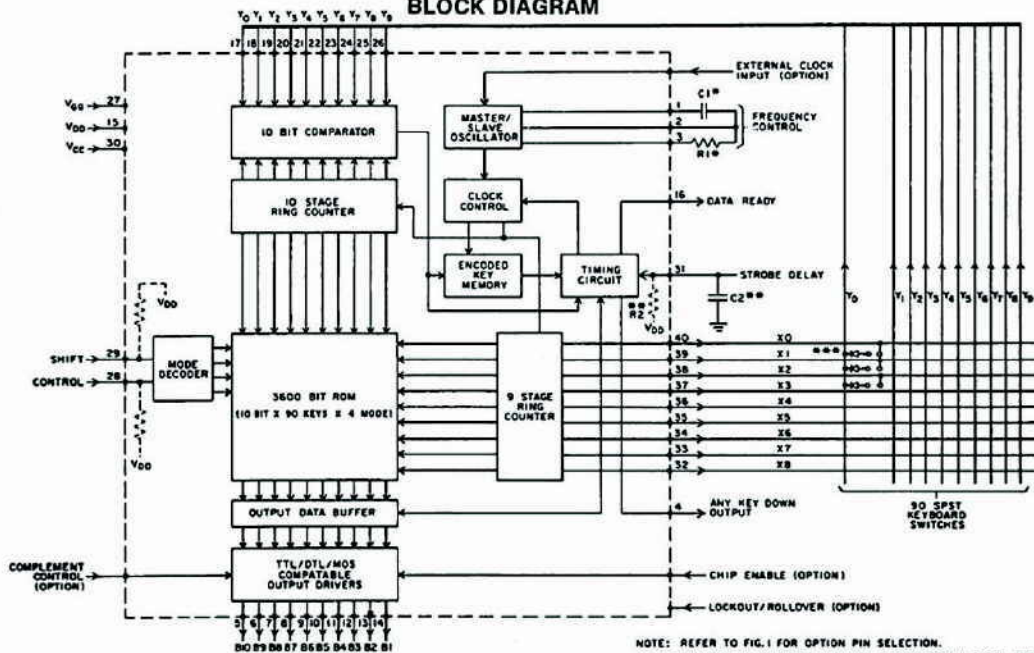 BLOCK DIAGRAM
Y0 Y1 Y2 Y3 Y4 Y5 Y6 Y7 Y8 Y9
17 18 19 20 21 22 23 24 25 26
VGG 27
VDD 15
VCC 30
10 BIT COMPARATOR
10 STAGE
RING COUNTER
MASTER/
SLAVE
OSCILLATOR
EXTERNAL CLOCK
INPUT (OPTION)
1 C1*
2
3 R1*
FREQUENCY
CONTROL
CLOCK
CONTROL
16 DATA READY
ENCODED
KEY
MEMORY
TIMING
CIRCUIT
31 STROBE DELAY
C2**
**
R2
VDD
VDD
SHIFT 29
CONTROL 28
VDD
MODE
DECODER
3600 BIT ROM
(10 BIT X 90 KEYS X 4 MODE)
9 STAGE
RING
COUNTER
40 X0
39 X1
38 X2
37 X3
36 X4
35 X5
34 X6
33 X7
32 X8
***
Y0 Y1 Y2 Y3 Y4 Y5 Y6 Y7 Y8 Y9
90 SPST
KEYBOARD
SWITCHES
OUTPUT DATA BUFFER
4 ANY KEY DOWN
OUTPUT
COMPLEMENT
CONTROL
(OPTION)
TTL/DTL/MOS
COMPATABLE
OUTPUT DRIVERS
CHIP ENABLE (OPTION)
LOCKOUT/ROLLOVER (OPTION)
5 6 7 8 9 10 11 12 13 14
B10 B9 B8 B7 B6 B5 B4 B3 B2 B1
NOTE: REFER TO FIG. 1 FOR OPTION PIN SELECTION.